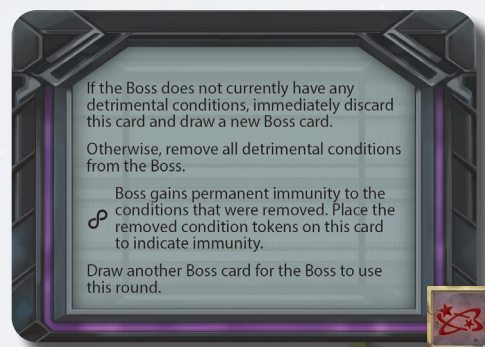 If the Boss does not currently have any
detrimental conditions, immediately discard
this card and draw a new Boss card.
Otherwise, remove all detrimental conditions
from the Boss.
Boss gains permanent immunity to the
conditions that were removed. Place the
removed condition tokens on this card
to indicate immunity.
Draw another Boss card for the Boss to use
this round.